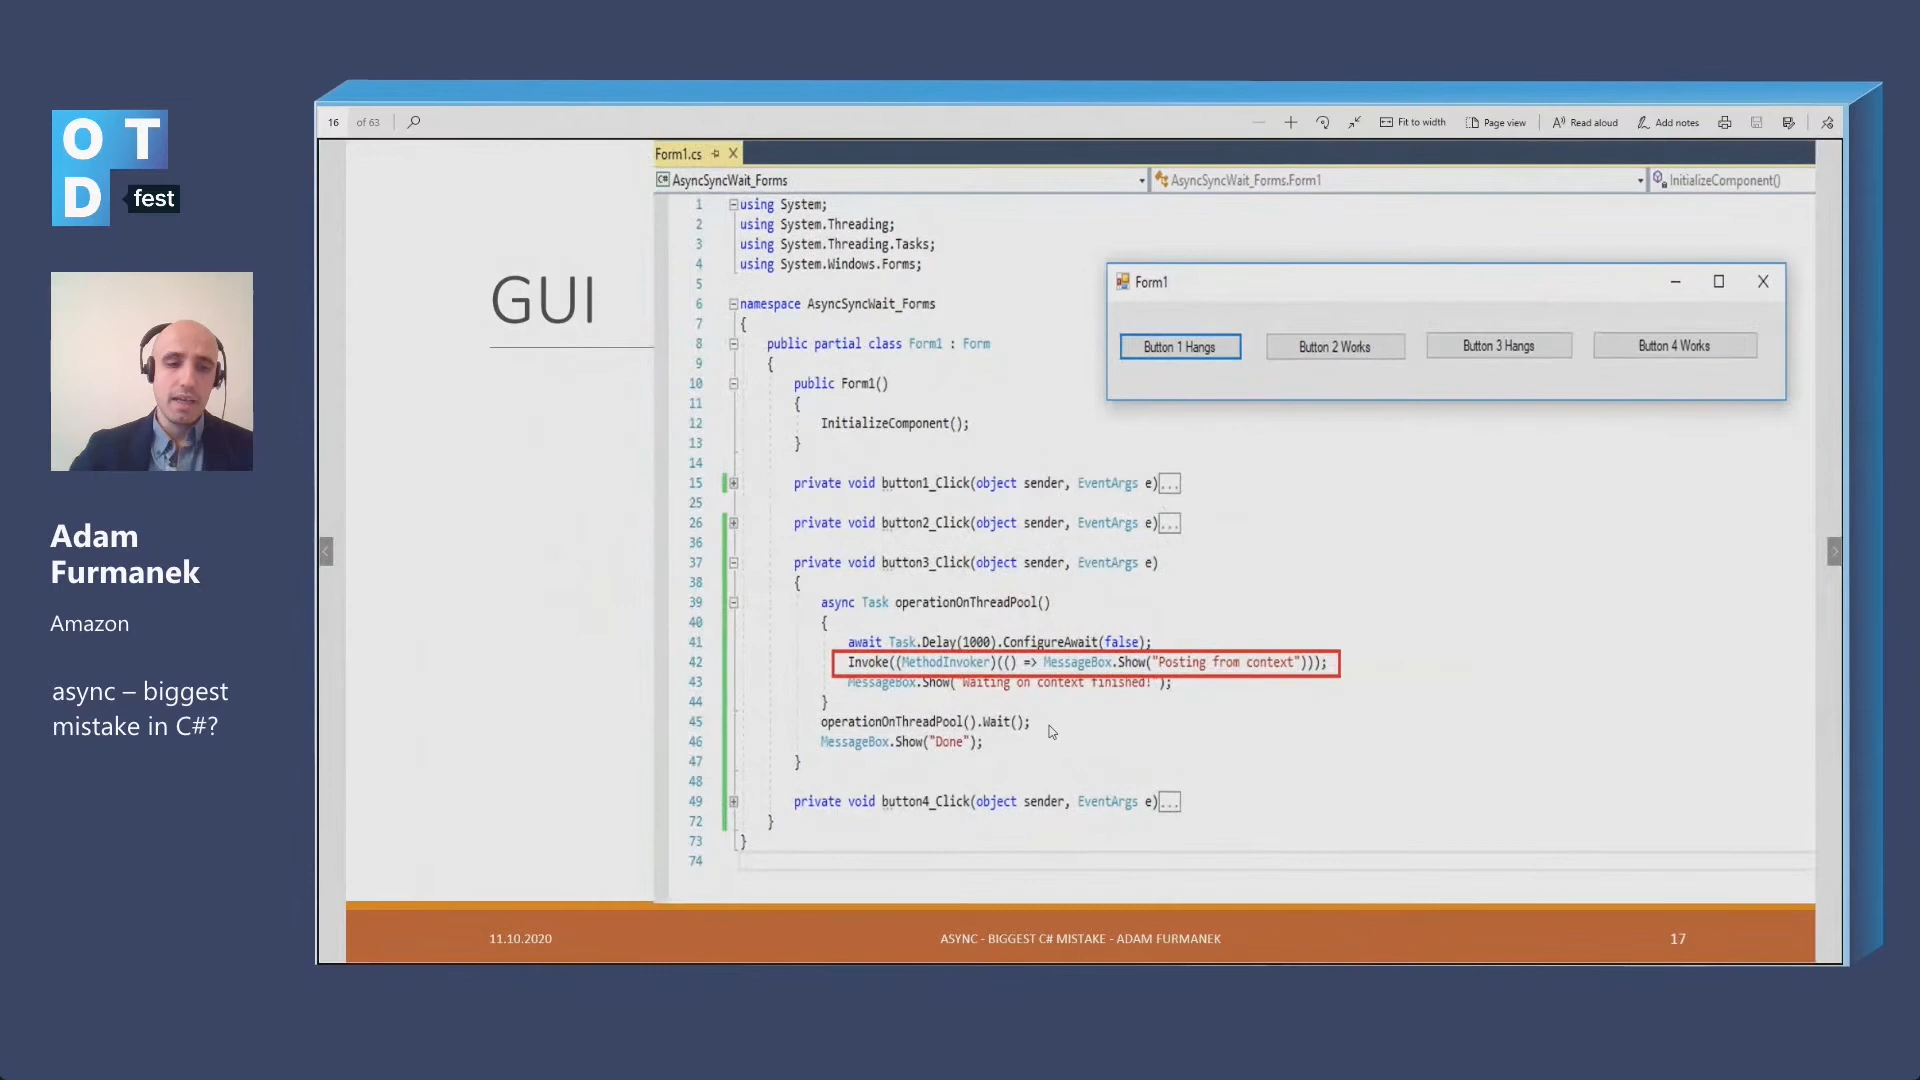 O T
D fest
Adam
Furmanek
Amazon
async – biggest
mistake in C#?
16 of 63
Fit to width
Page view
Read aloud
Add notes
GUI
Form1.cs
AsyncSyncWait_Forms
AsyncSyncWait_Forms.Form1
InitializeComponent()
1 using System;
2 using System.Threading;
3 using System.Threading.Tasks;
4 using System.Windows.Forms;
5
6 namespace AsyncSyncWait_Forms
7 {
8 public partial class Form1 : Form
9 {
10 public Form1()
11 {
12 InitializeComponent();
13 }
14
15 private void button1_Click(object sender, EventArgs e)...
25
26 private void button2_Click(object sender, EventArgs e)...
36
37 private void button3_Click(object sender, EventArgs e)
38 {
39 async Task operationOnThreadPool()
40 {
41 await Task.Delay(1000).ConfigureAwait(false);
42 Invoke((MethodInvoker)(() => MessageBox.Show("Posting from context")));
43 MessageBox.Show("Waiting on context finished!");
44 }
45 operationOnThreadPool().Wait();
46 MessageBox.Show("Done");
47 }
48
49 private void button4_Click(object sender, EventArgs e)...
72 }
73 }
74
Form1
Button 1 Hangs
Button 2 Works
Button 3 Hangs
Button 4 Works
11.10.2020
ASYNC - BIGGEST C# MISTAKE - ADAM FURMANEK
17